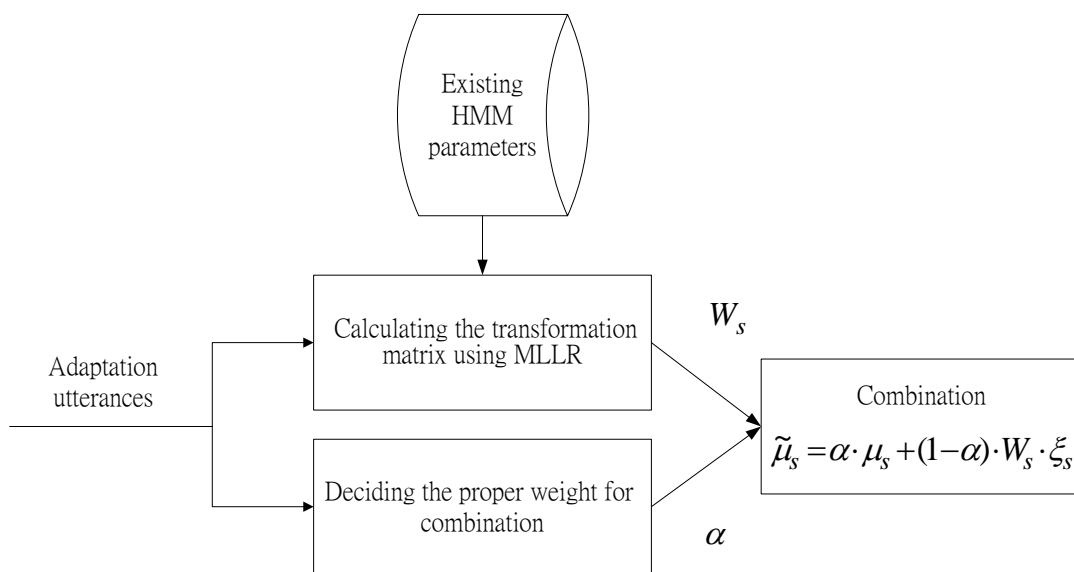 Existing
HMM
parameters
Calculating the transformation
matrix using MLLR
W_s
Adaptation
utterances
Combination
μ̃_s = α · μ_s + (1−α) · W_s · ξ_s
Deciding the proper weight for
combination
α